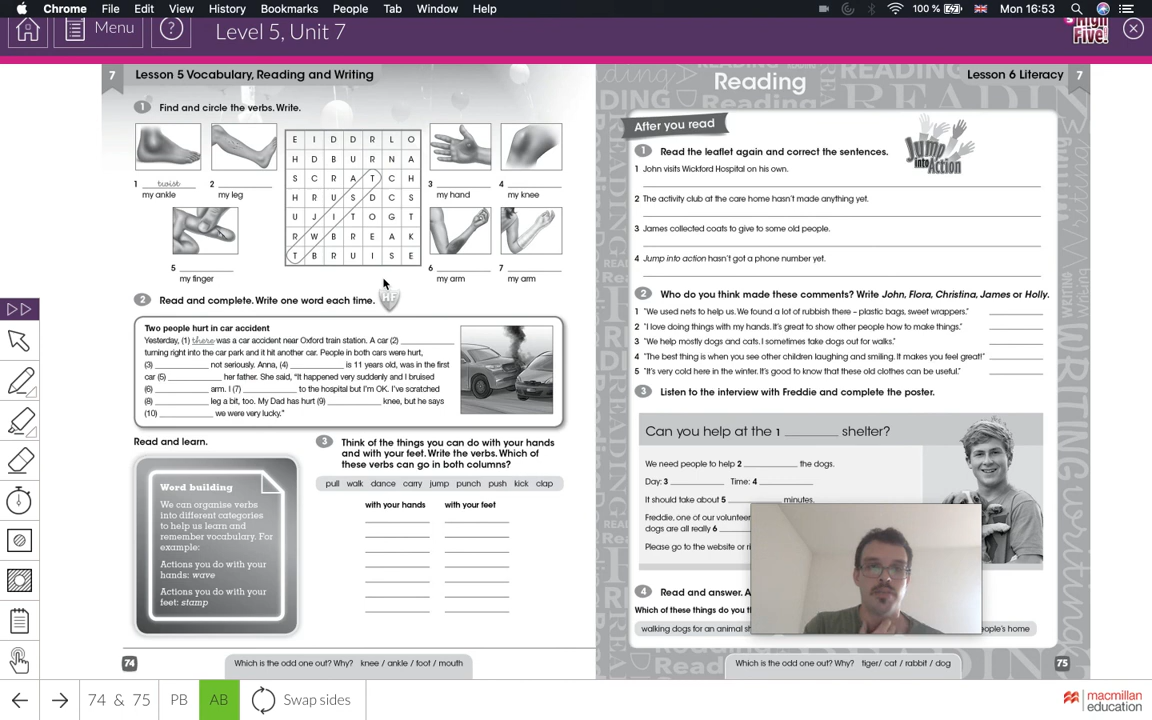 Chrome File Edit View History Bookmarks People Tab Window Help
100 % Mon 16:53
Menu
?
Level 5, Unit 7
High Five!
7 Lesson 5 Vocabulary, Reading and Writing
1 Find and circle the verbs. Write.
E I D D R L O
H D B U R N A
S C R A T C H
H R U S D C S
U J I T O G T
R W B R E A K
T B R U I S E
1 twist
my ankle
2
my leg
3
my hand
4
my knee
5
my finger
6
my arm
7
my arm
2 Read and complete. Write one word each time.
HF
Two people hurt in car accident
Yesterday, (1) there was a car accident near Oxford train station. A car (2)
turning right into the car park and it hit another car. People in both cars were hurt,
(3) not seriously. Anna, (4) is 11 years old, was in the first
car (5) her father. She said, "It happened very suddenly and I bruised
(6) arm. I (7) to the hospital but I'm OK. I've scratched
(8) leg a bit, too. My Dad has hurt (9) knee, but he says
(10) we were very lucky."
Read and learn.
Word building
We can organise verbs
into different categories
to help us learn and
remember vocabulary. For
example:
Actions you do with your
hands: wave
Actions you do with your
feet: stamp
3 Think of the things you can do with your hands
and with your feet. Write the verbs. Which of
these verbs can go in both columns?
pull walk dance carry jump punch push kick clap
with your hands with your feet
74
Which is the odd one out? Why? knee / ankle / foot / mouth
Reading
Lesson 6 Literacy 7
After you read
Jump into Action
1 Read the leaflet again and correct the sentences.
1 John visits Wickford Hospital on his own.
2 The activity club at the care home hasn't made anything yet.
3 James collected coats to give to some old people.
4 Jump into action hasn't got a phone number yet.
2 Who do you think made these comments? Write John, Flora, Christina, James or Holly.
1 "We used nets to help us. We found a lot of rubbish there – plastic bags, sweet wrappers."
2 "I love doing things with my hands. It's great to show other people how to make things."
3 "We help mostly dogs and cats. I sometimes take dogs out for walks."
4 "The best thing is when you see other children laughing and smiling. It makes you feel great!"
5 "It's very cold here in the winter. It's good to know that these old clothes can be useful."
3 Listen to the interview with Freddie and complete the poster.
Can you help at the 1 shelter?
We need people to help 2 the dogs.
Day: 3 Time: 4
It should take about 5 minutes.
Freddie, one of our volunteer
dogs are all really 6
Please go to the website or ri
4 Read and answer. A
Which of these things do you t
walking dogs for an animal sh
eople's home
Which is the odd one out? Why? tiger/ cat / rabbit / dog
75
74 & 75 PB AB Swap sides
macmillan
education